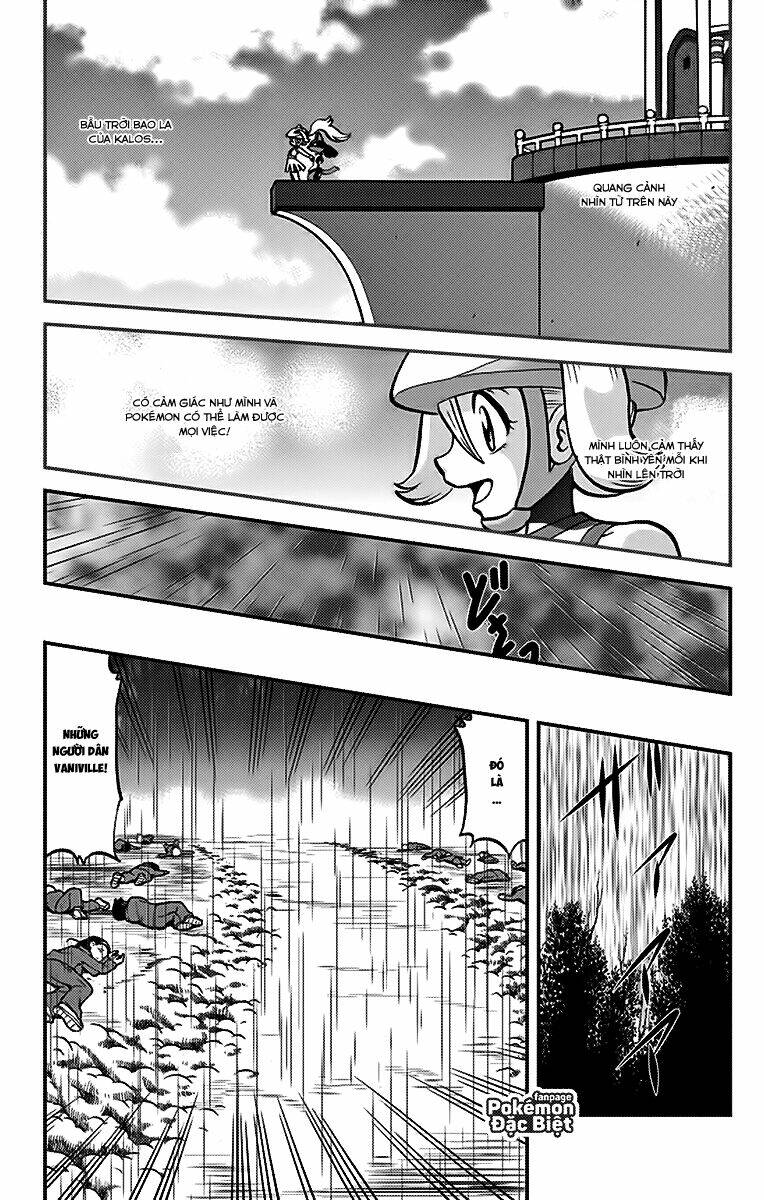 QUANG CẢNH
NHÌN TỪ TRÊN NÀY
BẦU TRỜI BAO LA
CỦA KALOS...
MÌNH LUÔN CẢM THẤY
THẬT BÌNH YÊN MỖI KHI
NHÌN LÊN TRỜI
CÓ CẢM GIÁC NHƯ MÌNH VÀ
POKÉMON CÓ THỂ LÀM ĐƯỢC
MỌI VIỆC!
ĐÓ
LÀ
...
NHỮNG
NGƯỜI DÂN
VANIVILLE!
fanpage
Pokémon
Đặc Biệt